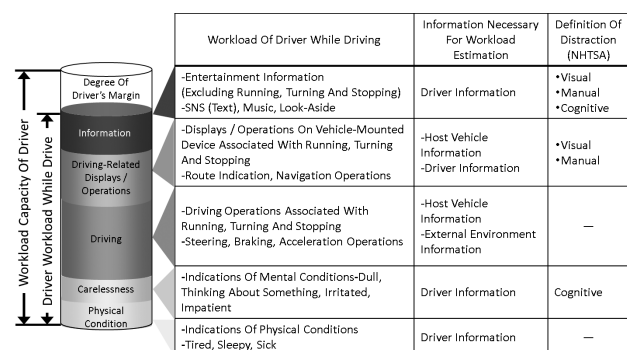 Workload Of Driver While Driving
Information Necessary
For Workload
Estimation
Definition Of
Distraction
(NHTSA)
Workload Capacity Of Driver
Driver Workload While Drive
Degree Of
Driver's Margin
-Entertainment Information
(Excluding Running, Turning And Stopping)
-SNS (Text), Music, Look-Aside
Driver Information
•Visual
•Manual
•Cognitive
Information
Driving-Related
Displays /
Operations
-Displays / Operations On Vehicle-Mounted
Device Associated With Running, Turning
And Stopping
-Route Indication, Navigation Operations
-Host Vehicle
Information
-Driver Information
•Visual
•Manual
Driving
-Driving Operations Associated With
Running, Turning And Stopping
-Steering, Braking, Acceleration Operations
-Host Vehicle
Information
-External Environment
Information
—
Carelessness
-Indications Of Mental Conditions-Dull,
Thinking About Something, Irritated,
Impatient
Driver Information
Cognitive
Physical
Condition
-Indications Of Physical Conditions
-Tired, Sleepy, Sick
Driver Information
—